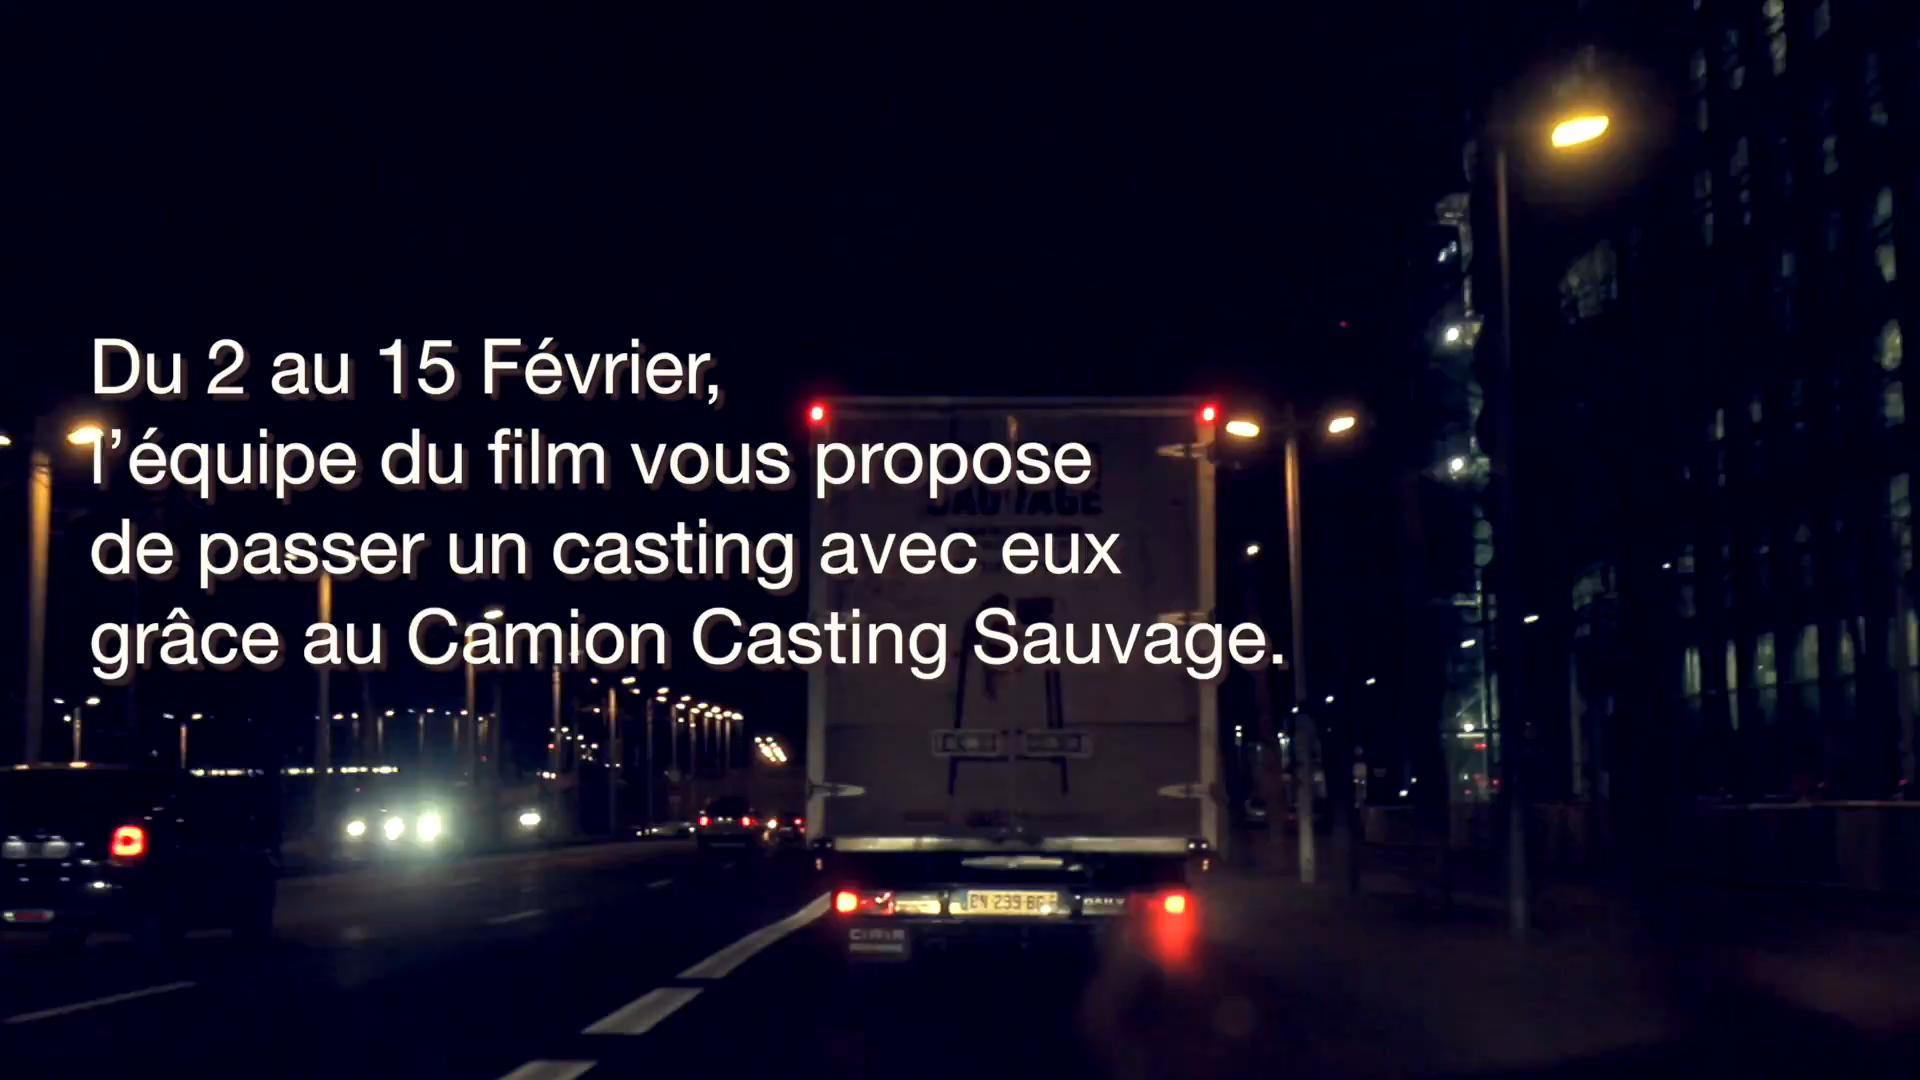 Du 2 au 15 Février,
l’équipe du film vous propose
de passer un casting avec eux
grâce au Camion Casting Sauvage.
SAUVAGE